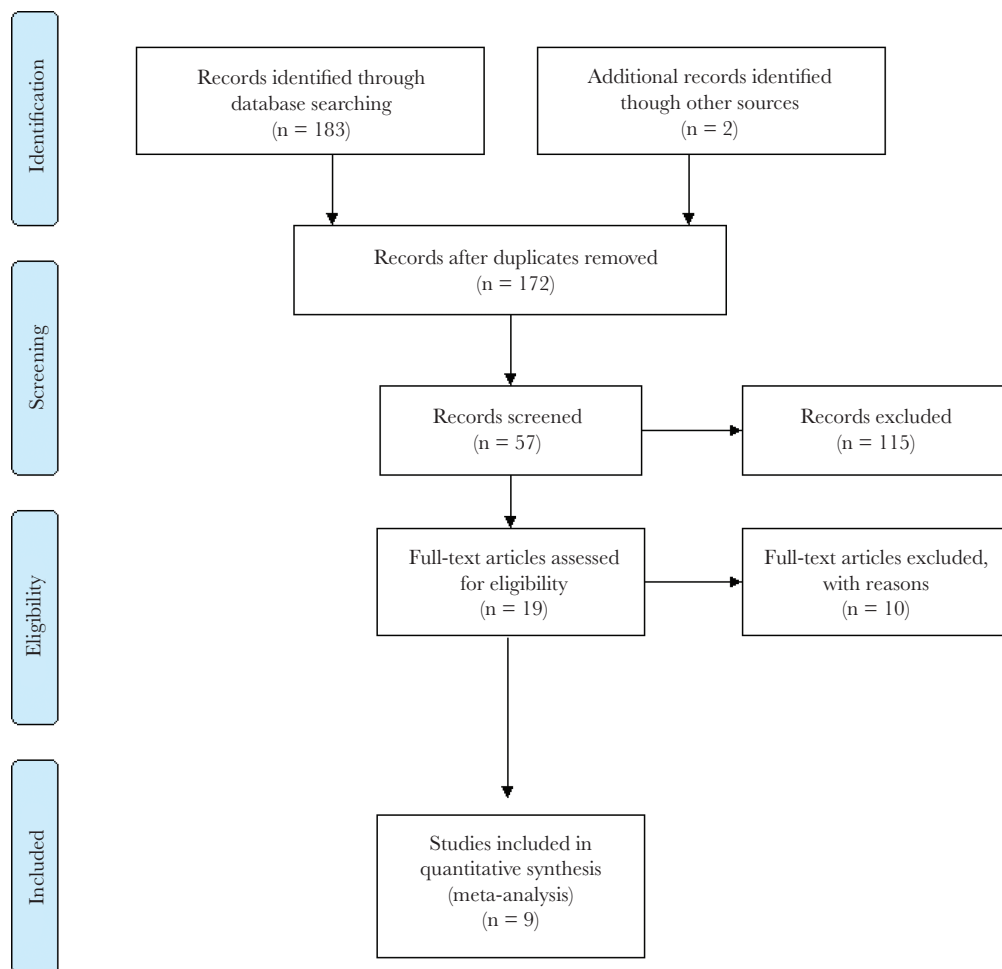 Identification
Records identified through
database searching
(n = 183)
Additional records identified
though other sources
(n = 2)
Records after duplicates removed
(n = 172)
Screening
Records screened
(n = 57)
Records excluded
(n = 115)
Eligibility
Full-text articles assessed
for eligibility
(n = 19)
Full-text articles excluded,
with reasons
(n = 10)
Included
Studies included in
quantitative synthesis
(meta-analysis)
(n = 9)